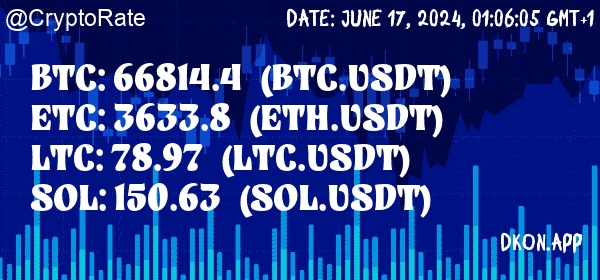 @CryptoRate
DATE: JUNE 17, 2024, 01:06:05 GMT+1
BTC: 66814.4 (BTC.USDT)
ETC: 3633.8 (ETH.USDT)
LTC: 78.97 (LTC.USDT)
SOL: 150.63 (SOL.USDT)
DKON.APP